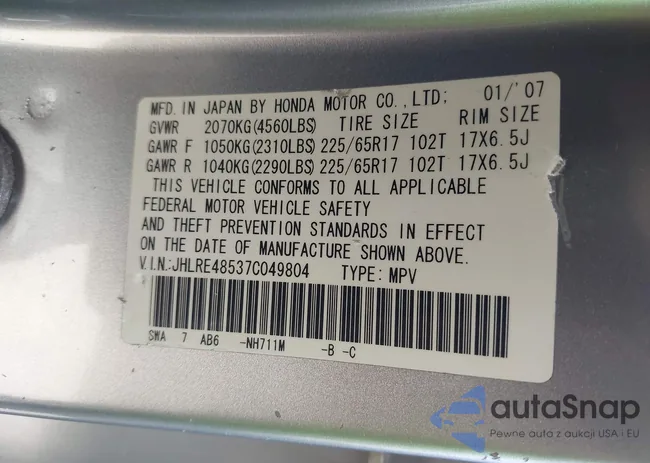 MFD. IN JAPAN BY HONDA MOTOR CO.,LTD: 01/'07
GVWR 2070KG(4560LBS) TIRE SIZE RIM SIZE
GAWR F 1050KG(2310LBS) 225/65R17 102T 17X6.5J
GAWR R 1040KG(2290LBS) 225/65R17 102T 17X6.5J
THIS VEHICLE CONFORMS TO ALL APPLICABLE
FEDERAL MOTOR VEHICLE SAFETY
AND THEFT PREVENTION STANDARDS IN EFFECT
ON THE DATE OF MANUFACTURE SHOWN ABOVE.
V.I.N.:JHLRE48537C049804 TYPE: MPV
SWA 7 AB6 -NH711M -B -C
autaSnap
Pewne auta z aukcji USA i EU